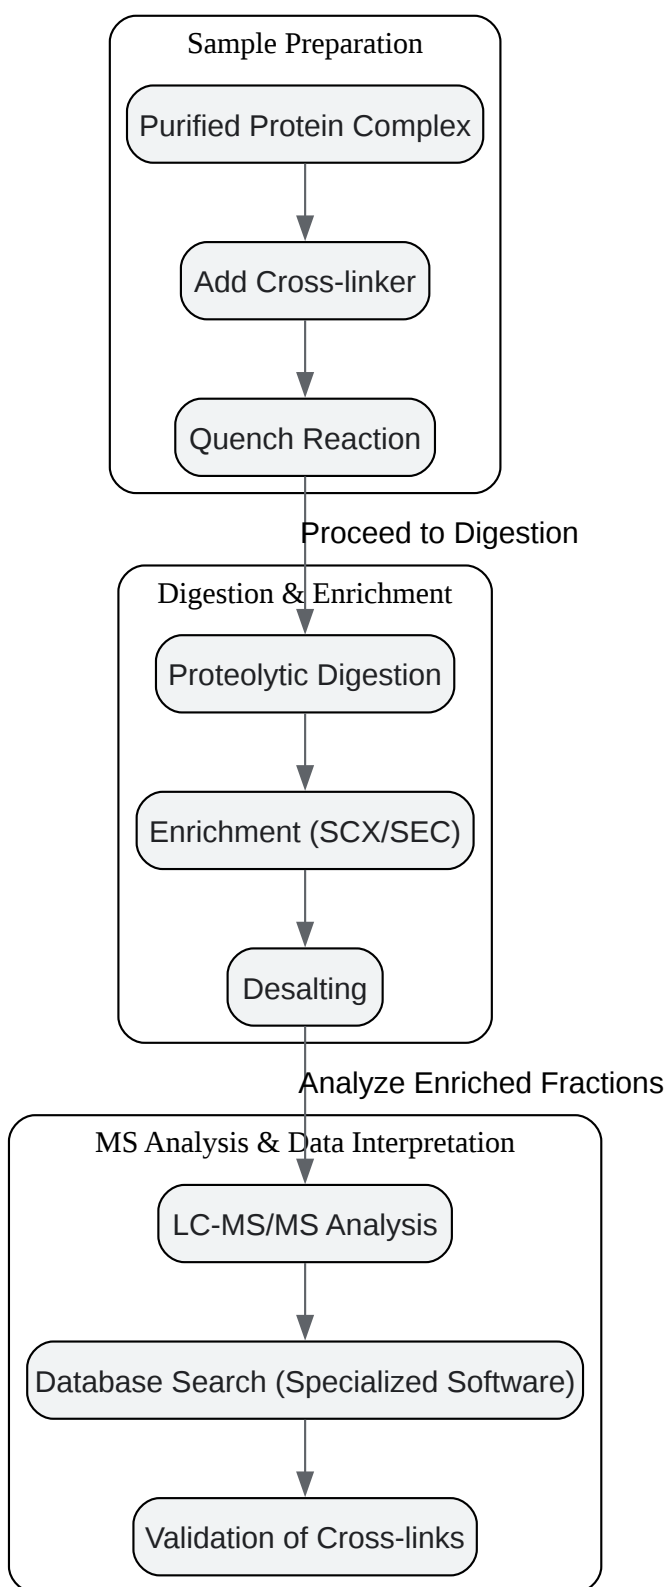 Sample Preparation
Purified Protein Complex
Add Cross-linker
Quench Reaction
Proceed to Digestion
Digestion & Enrichment
Proteolytic Digestion
Enrichment (SCX/SEC)
Desalting
Analyze Enriched Fractions
MS Analysis & Data Interpretation
LC-MS/MS Analysis
Database Search (Specialized Software)
Validation of Cross-links